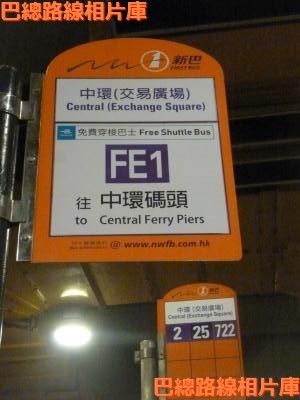 巴總路線相片庫
新巴
FIRST BUS
中環(交易廣場)
Central (Exchange Square)
免費穿梭巴士 Free Shuttle Bus
FE1
往 中環碼頭
to Central Ferry Piers
@ www.nwfb.com.hk
新巴
中環(交易廣場)
Central (Exchange Square)
2 25 722
巴總路線相片庫